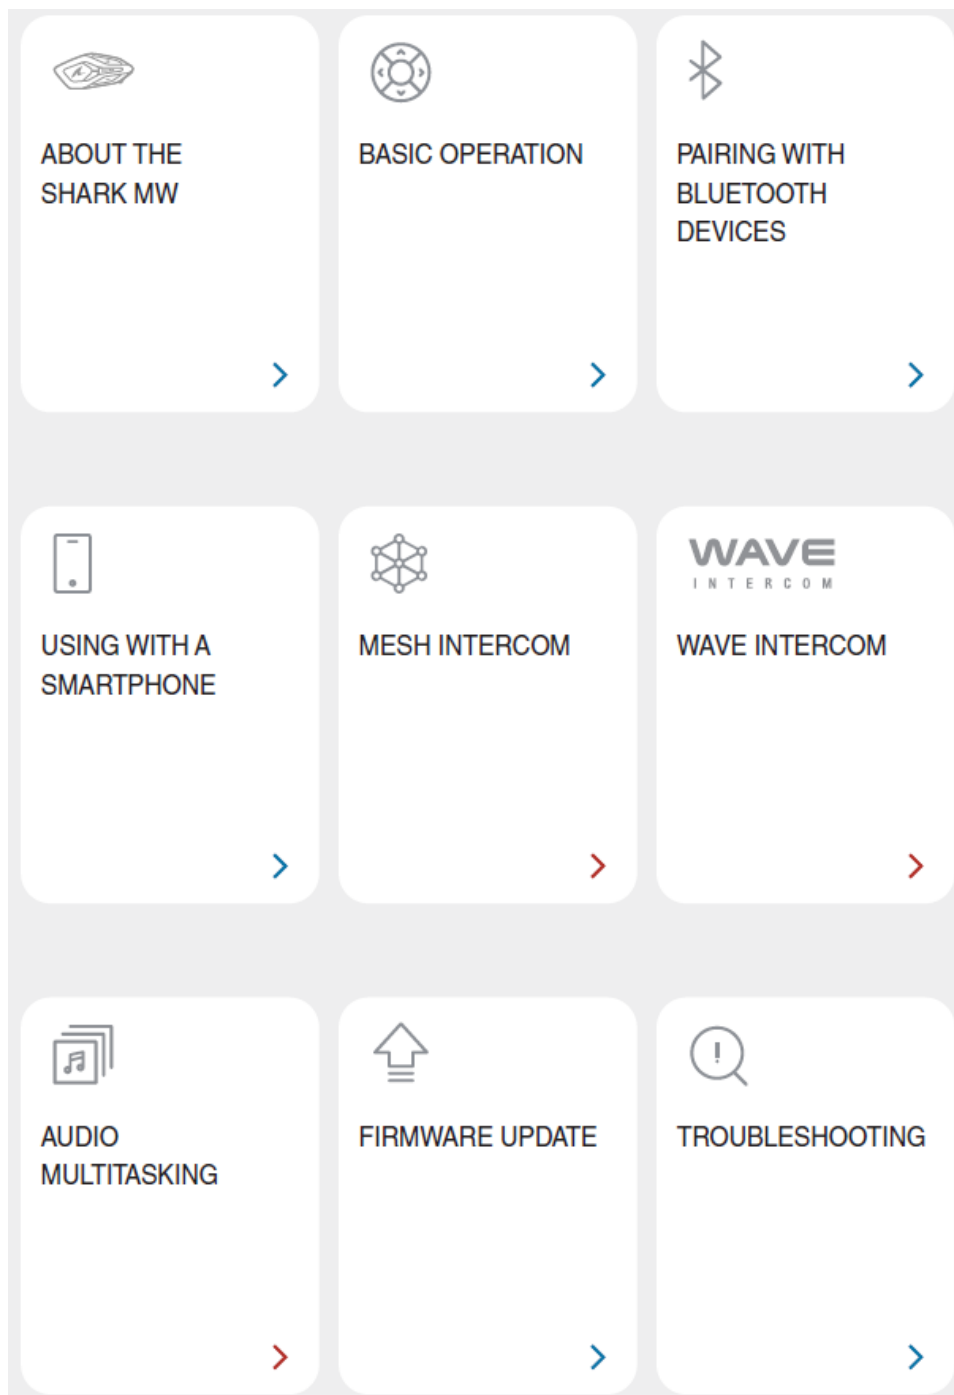 ABOUT THE
SHARK MW
BASIC OPERATION
PAIRING WITH
BLUETOOTH
DEVICES
USING WITH A
SMARTPHONE
MESH INTERCOM
WAVE
INTERCOM
WAVE INTERCOM
AUDIO
MULTITASKING
FIRMWARE UPDATE
TROUBLESHOOTING